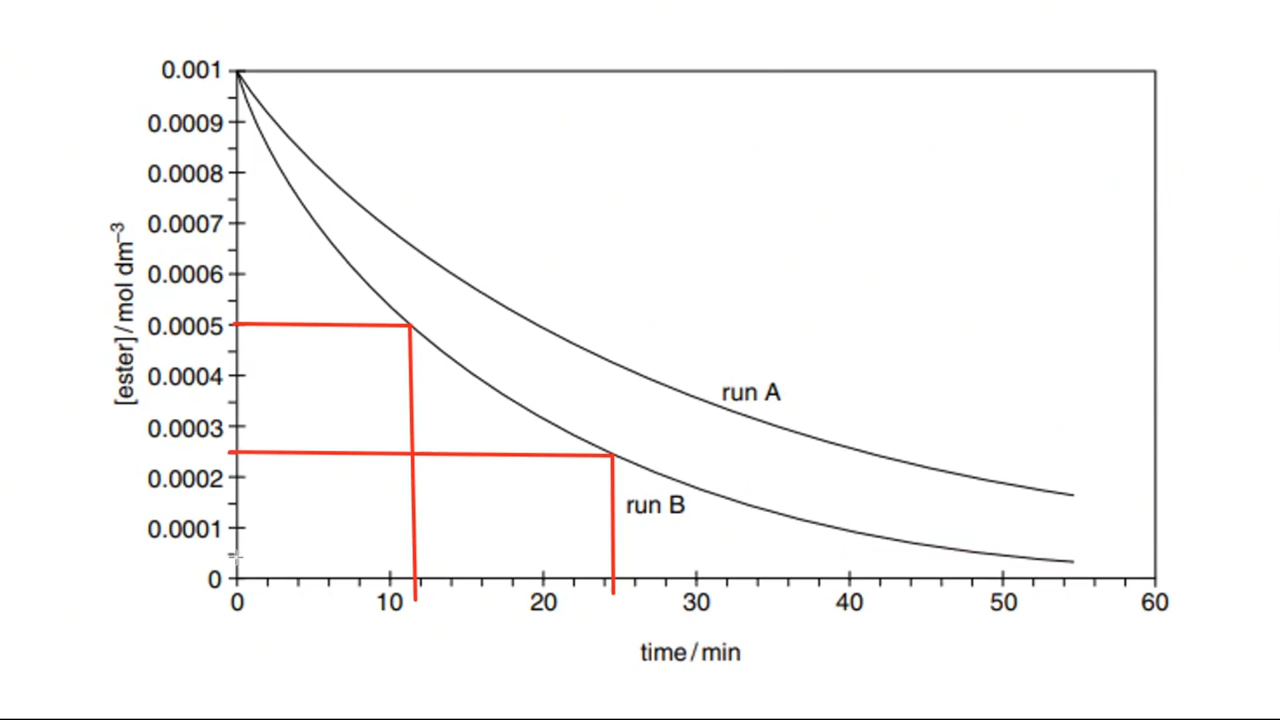 0.001
0.0009
0.0008
0.0007
0.0006
0.0005
0.0004
0.0003
0.0002
0.0001
0
[ester] / mol dm⁻³
run A
run B
0 10 20 30 40 50 60
time / min